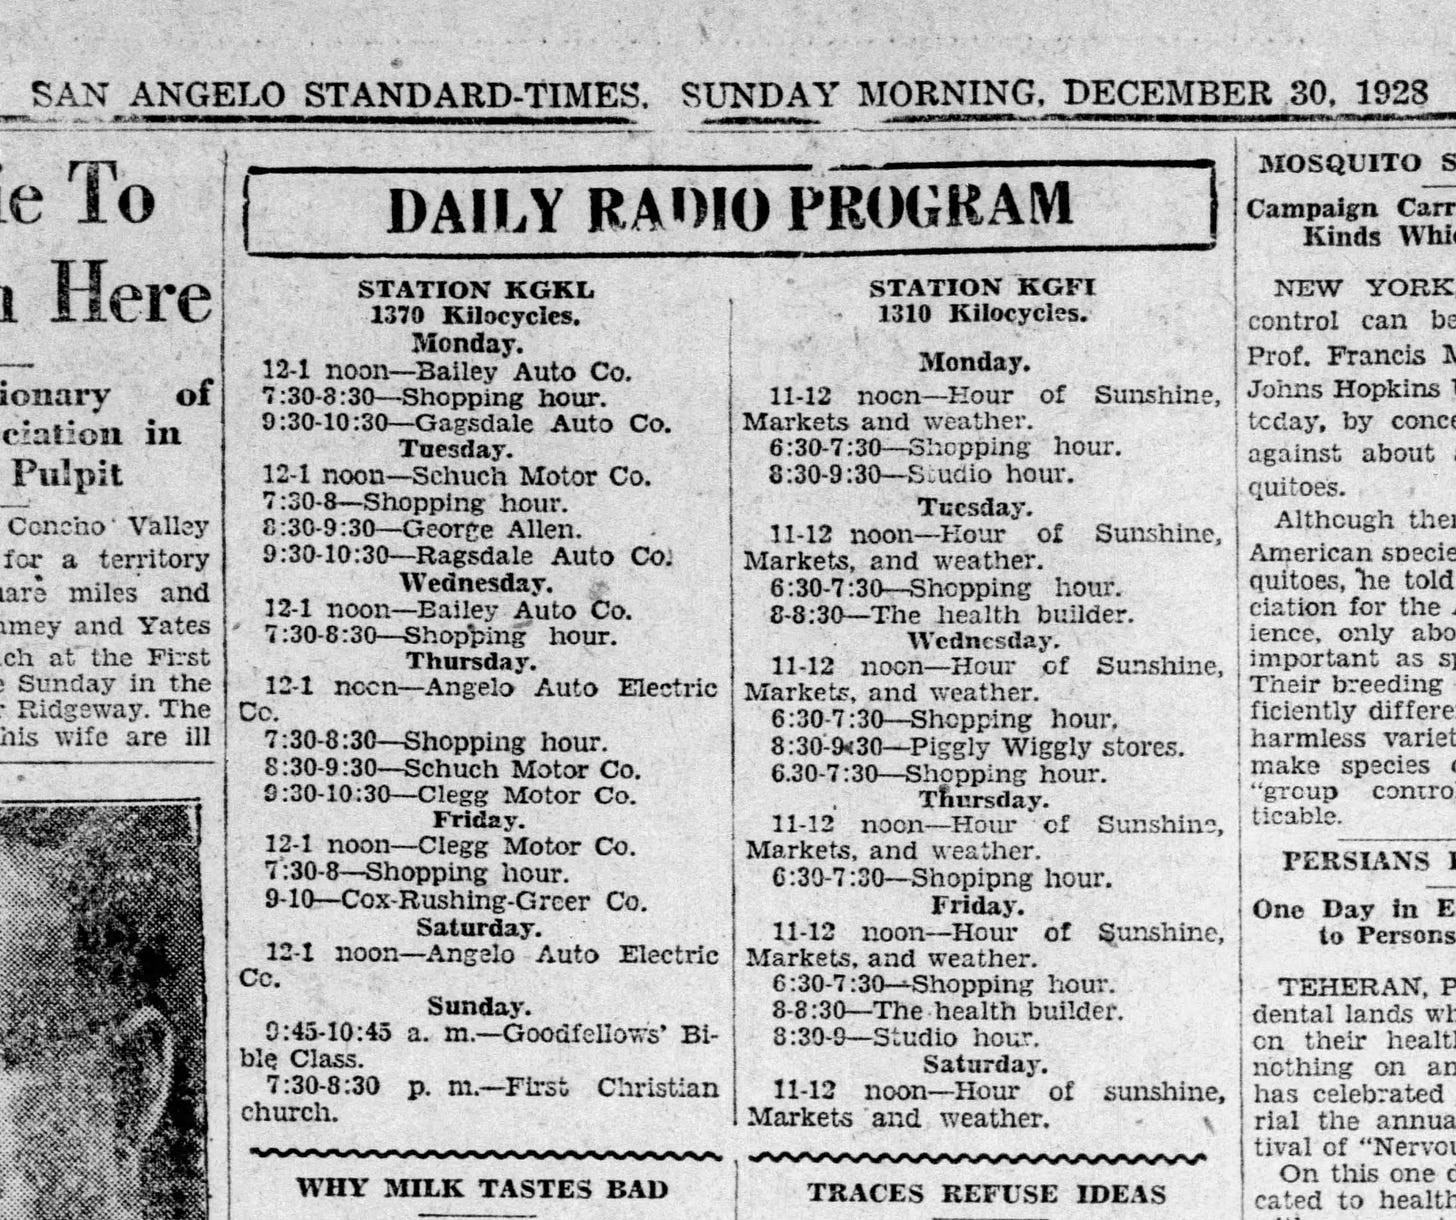 SAN ANGELO STANDARD-TIMES. SUNDAY MORNING, DECEMBER 30, 1928
ie To
Here
ionary of
ciation in
Pulpit
Concho Valley
for a territory
uare miles and
amey and Yates
ch at the First
Sunday in the
Ridgeway. The
his wife are ill
DAILY RADIO PROGRAM
STATION KGKL
1370 Kilocycles.
Monday.
12-1 noon—Bailey Auto Co.
7:30-8:30—Shopping hour.
9:30-10:30—Gagsdale Auto Co.
Tuesday.
12-1 noon—Schuch Motor Co.
7:30-8—Shopping hour.
8:30-9:30—George Allen.
9:30-10:30—Ragsdale Auto Co.
Wednesday.
12-1 noon—Bailey Auto Co.
7:30-8:30—Shopping hour.
Thursday.
12-1 noon—Angelo Auto Electric
Co.
7:30-8:30—Shopping hour.
8:30-9:30—Schuch Motor Co.
9:30-10:30—Clegg Motor Co.
Friday.
12-1 noon—Clegg Motor Co.
7:30-8—Shopping hour.
9-10—Cox-Rushing-Greer Co.
Saturday.
12-1 noon—Angelo Auto Electric
Co.
Sunday.
9:45-10:45 a. m.—Goodfellows' Bi-
ble Class.
7:30-8:30 p. m.—First Christian
church.
WHY MILK TASTES BAD
STATION KGFI
1310 Kilocycles.
Monday.
11-12 noon—Hour of Sunshine,
Markets and weather.
6:30-7:30—Shopping hour.
8:30-9:30—Studio hour.
Tuesday.
11-12 noon—Hour of Sunshine,
Markets, and weather.
6:30-7:30—Shopping hour.
8-8:30—The health builder.
Wednesday.
11-12 noon—Hour of Sunshine,
Markets, and weather.
6:30-7:30—Shopping hour.
8:30-9:30—Piggly Wiggly stores.
6.30-7:30—Shopping hour.
Thursday.
11-12 noon—Hour of Sunshine,
Markets, and weather.
6:30-7:30—Shopipng hour.
Friday.
11-12 noon—Hour of Sunshine,
Markets, and weather.
6:30-7:30—Shopping hour.
8-8:30—The health builder.
8:30-9—Studio hour.
Saturday.
11-12 noon—Hour of sunshine,
Markets and weather.
TRACES REFUSE IDEAS
MOSQUITO S
Campaign Carr
Kinds Whi
NEW YORK,
control can be
Prof. Francis M
Johns Hopkins
today, by conce
against about
quitoes.
Although ther
American specie
quitoes, he told
ciation for the A
ience, only abo
important as sp
Their breeding
ficiently differe
harmless variet
make species
"group contro
ticable.
PERSIANS
One Day in E
to Persons
TEHERAN, P
dental lands wh
on their healt
nothing on an
has celebrated
rial the annua
tival of "Nervou
On this one d
cated to health